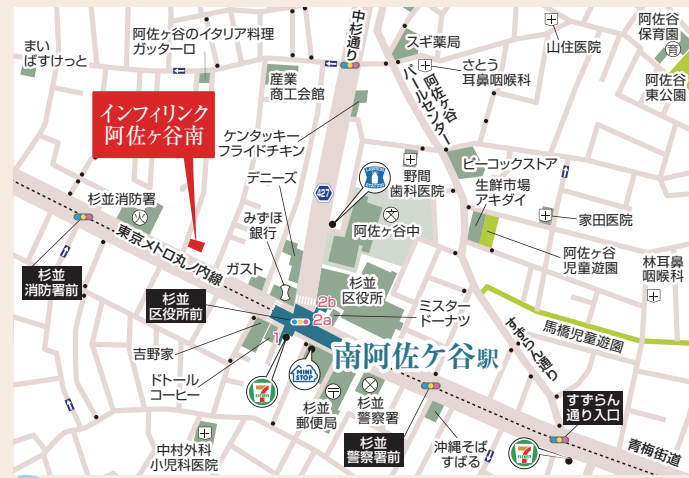 まい
ばすけっと
阿佐ヶ谷のイタリア料理
ガッターロ
中杉通り
スギ薬局
山住医院
阿佐谷
保育園
育
さとう
耳鼻咽喉科
阿佐谷
東公園
産業
商工会館
阿佐ヶ谷
パールセンター
インフィリンク
阿佐ヶ谷南
ケンタッキー
フライドチキン
デニーズ
427
LAWSON
STATION
野間
歯科医院
ピーコックストア
生鮮市場
アキダイ
家田医院
杉並消防署
火
みずほ
銀行
文
阿佐ヶ谷中
阿佐ヶ谷
児童遊園
林耳鼻
咽喉科
東京メトロ丸ノ内線
杉並
消防署前
ガスト
杉並
区役所前
杉並
区役所
2b
2a
1
ミスター
ドーナツ
馬橋児童遊園
すずらん通り
吉野家
南阿佐ケ谷駅
ドトール
コーヒー
MINI
STOP
杉並
郵便局
杉並
警察署
杉並
警察署前
すずらん
通り入口
中村外科
小児科医院
沖縄そば
すばる
青梅街道